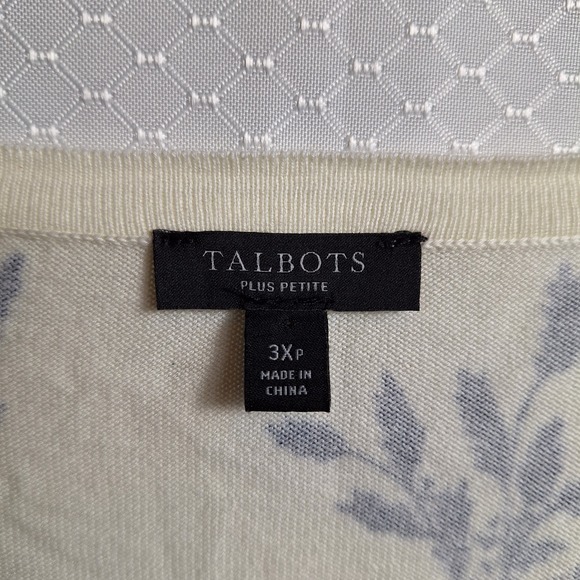 TALBOTS
PLUS PETITE
3XP
MADE IN
CHINA